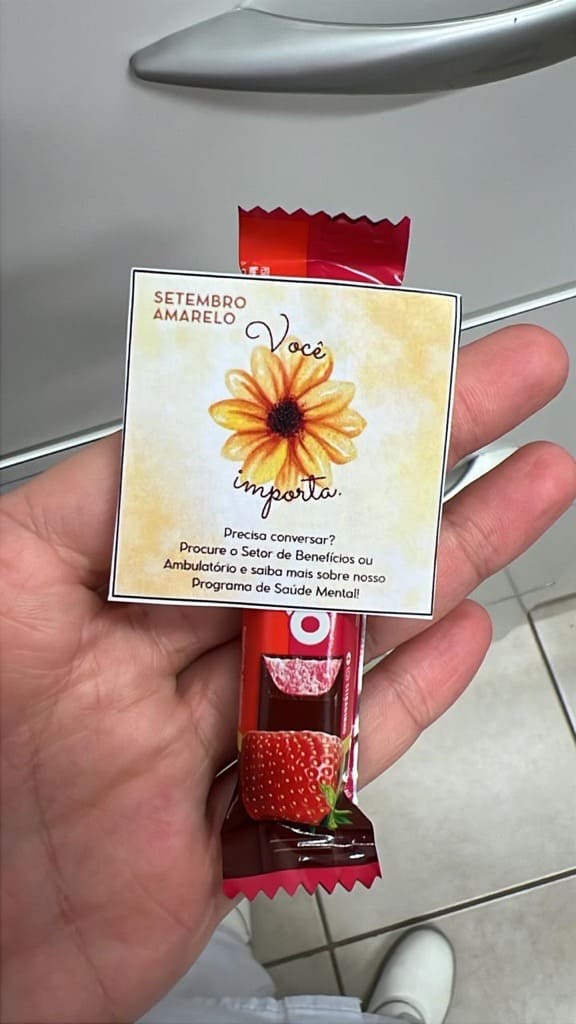 SETEMBRO
AMARELO
Você
importa.
Precisa conversar?
Procure o Setor de Benefícios ou
Ambulatório e saiba mais sobre nosso
Programa de Saúde Mental!